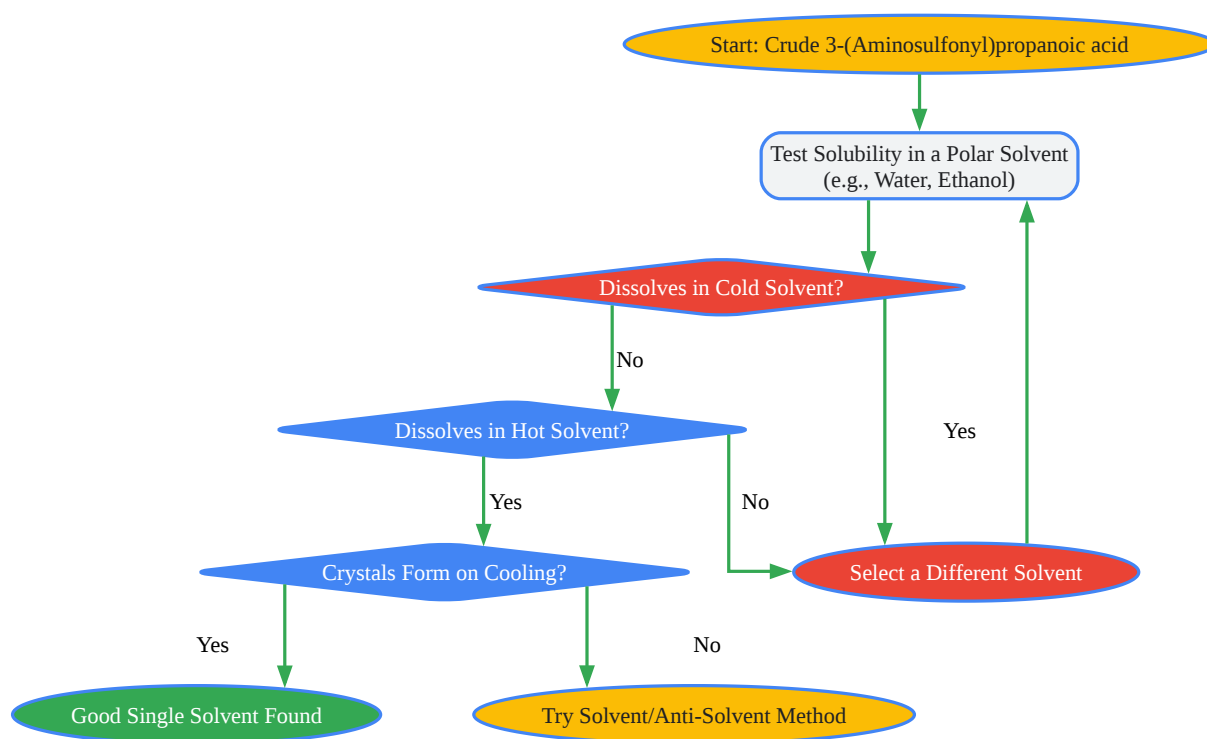 Start: Crude 3-(Aminosulfonyl)propanoic acid
Test Solubility in a Polar Solvent
(e.g., Water, Ethanol)
Dissolves in Cold Solvent?
No
Dissolves in Hot Solvent?
Yes
Yes
No
Crystals Form on Cooling?
Select a Different Solvent
Yes
No
Good Single Solvent Found
Try Solvent/Anti-Solvent Method